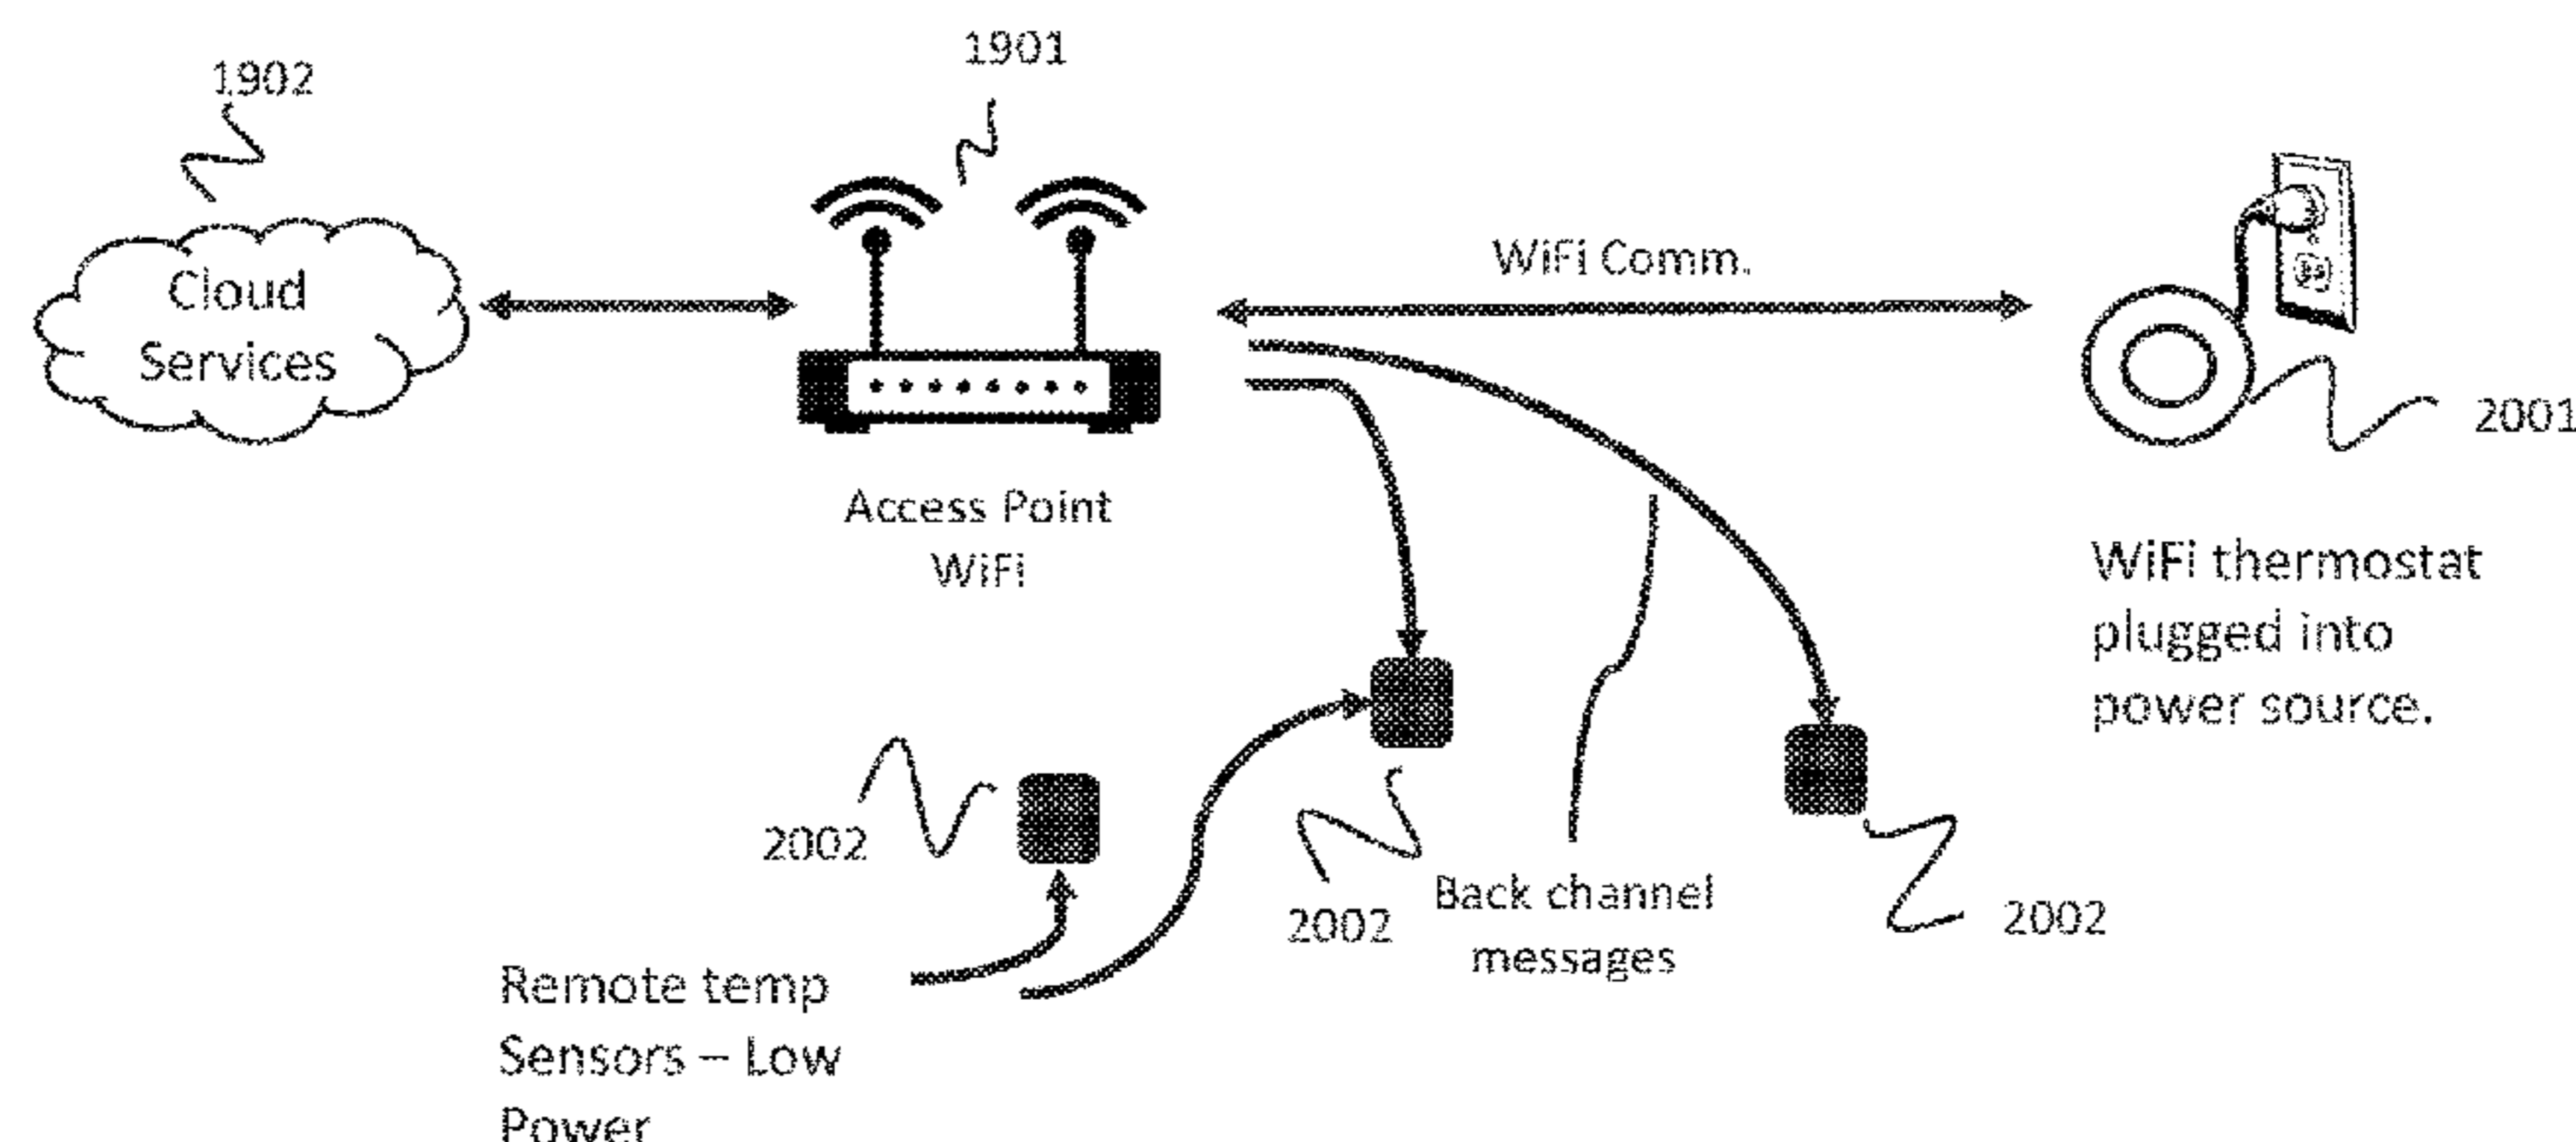 1902
1901
Cloud
Services
WiFi Comm.
2001
Access Point
WiFi
WiFi thermostat
plugged into
power source.
2002
2002
Back channel
messages
2002
Remote temp
Sensors – Low
Power